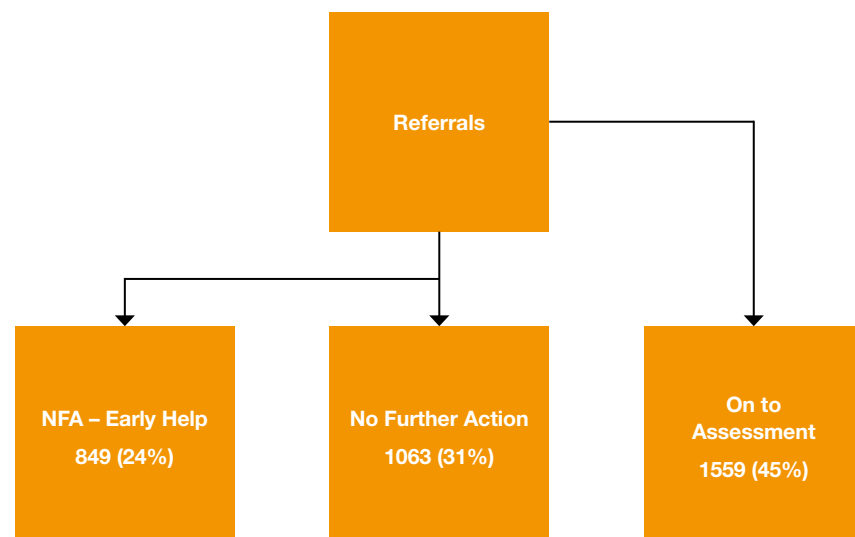 Referrals
NFA – Early Help
849 (24%)
No Further Action
1063 (31%)
On to
Assessment
1559 (45%)